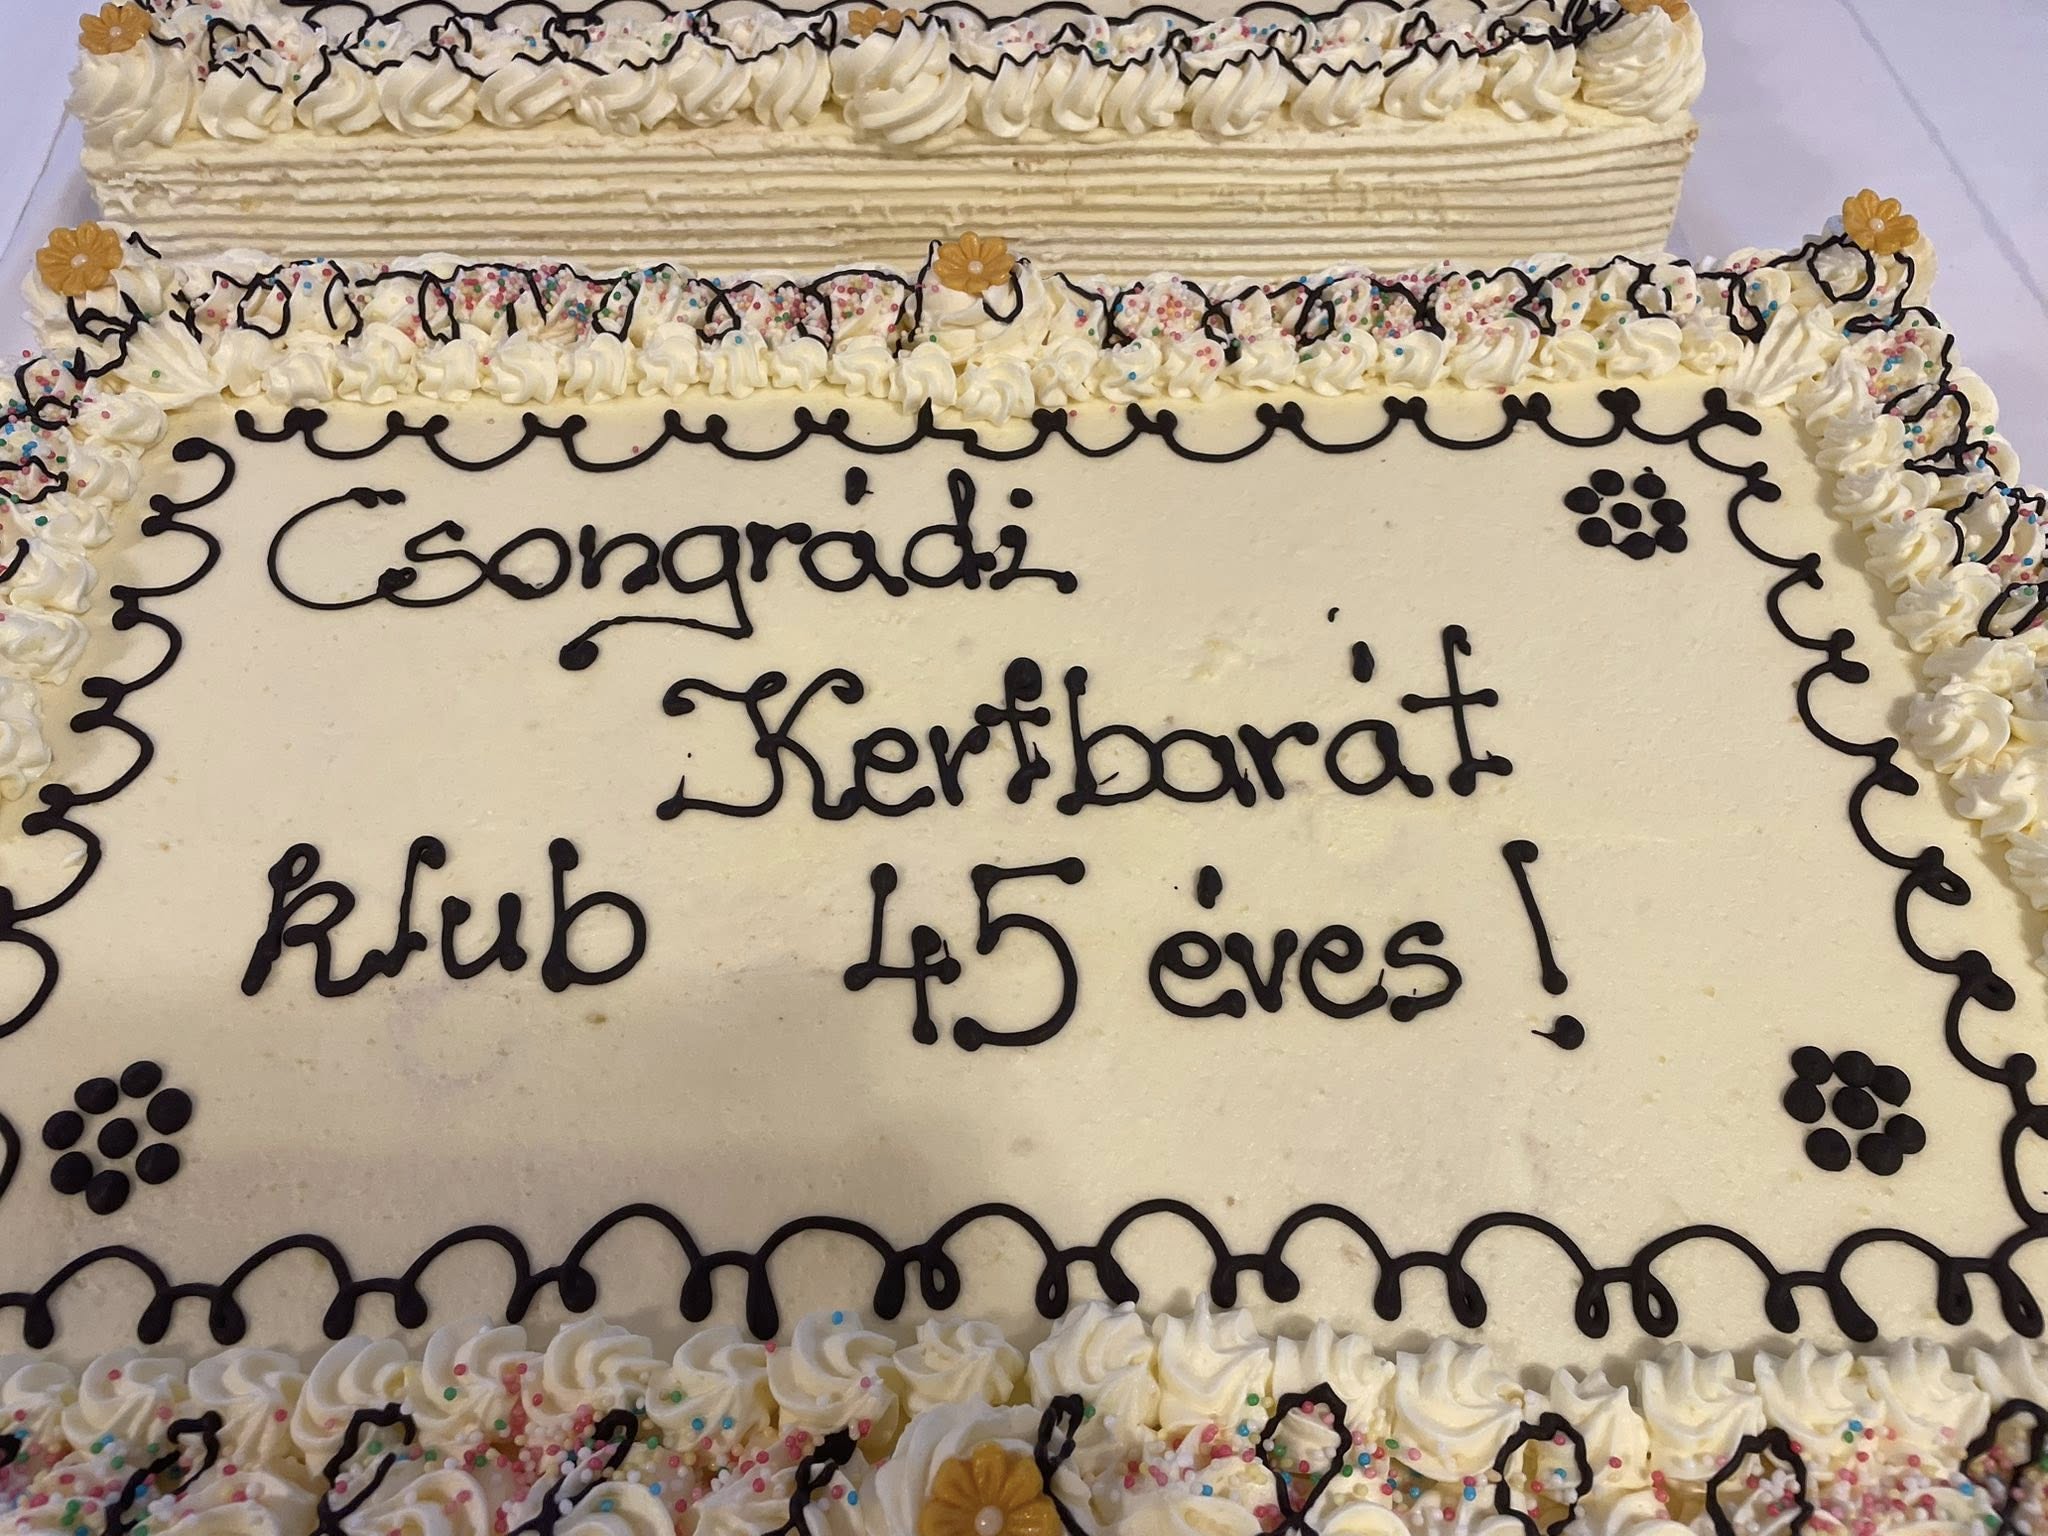 Csongrádi
Kertbarát
klub 45 éves!